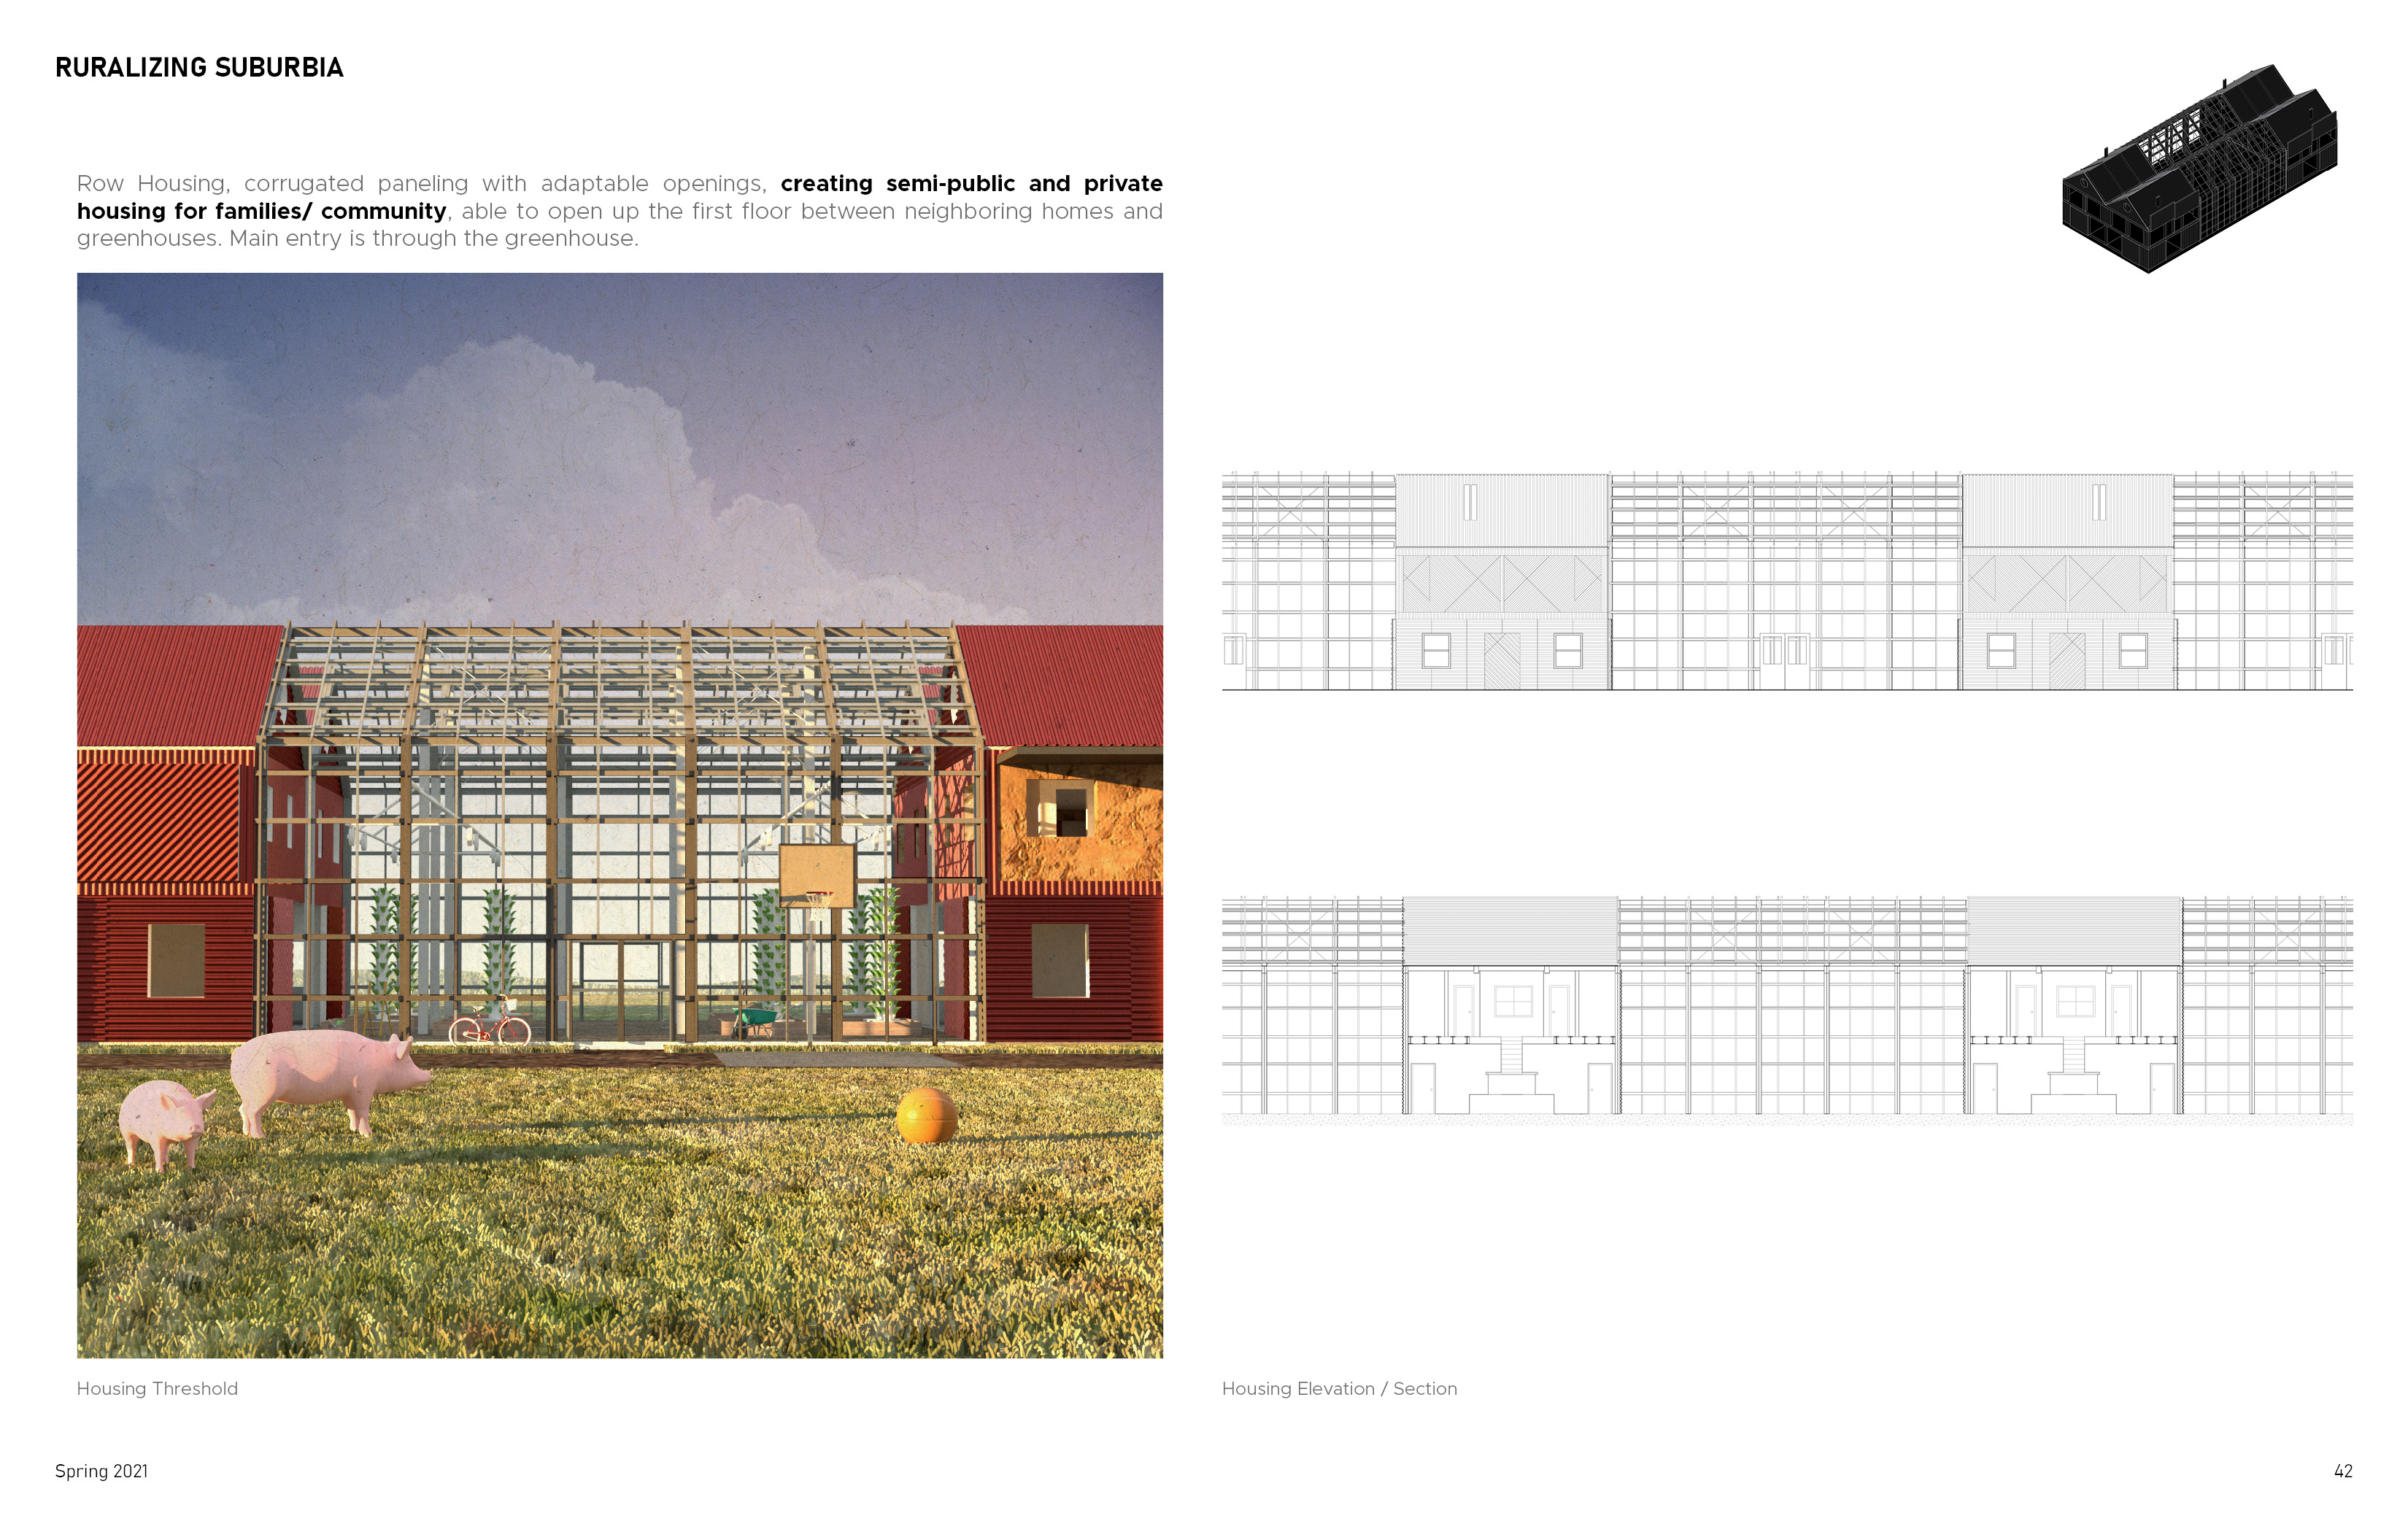 RURALIZING SUBURBIA
Row Housing, corrugated paneling with adaptable openings, creating semi-public and private
housing for families/ community, able to open up the first floor between neighboring homes and
greenhouses. Main entry is through the greenhouse.
Housing Threshold
Housing Elevation / Section
Spring 2021
42